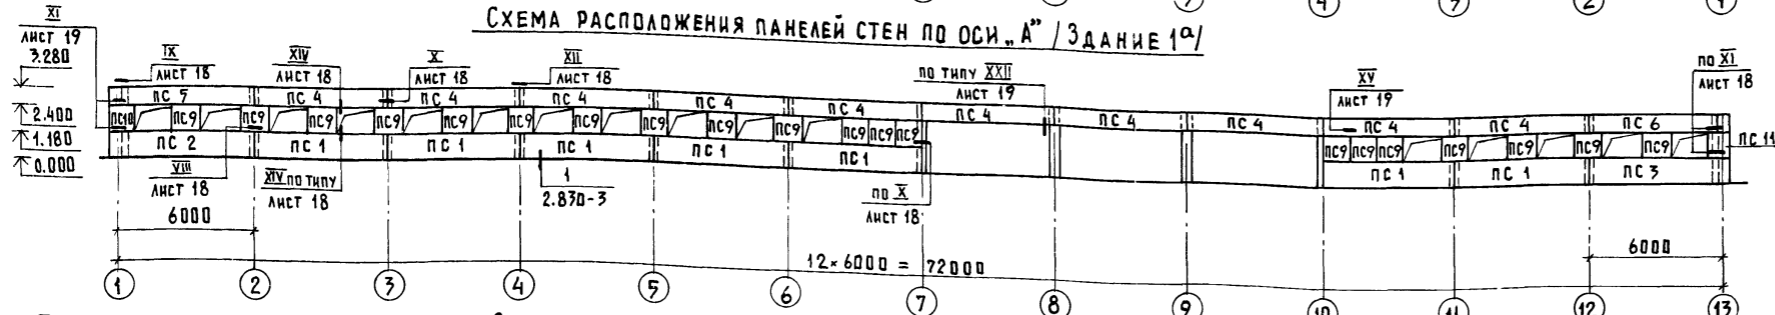 СХЕМА РАСПОЛОЖЕНИЯ ПАНЕЛЕЙ СТЕН ПО ОСИ „А” /ЗДАНИЕ 1а/
XI
ЛИСТ 19
3.280
2.400
1.180
0.000
IX
ЛИСТ 18
XIV
ЛИСТ 18
X
ЛИСТ 18
XII
ЛИСТ 18
ПО ТИПУ XXII
ЛИСТ 19
XV
ЛИСТ 19
ПО XI
ЛИСТ 18
ПС 5 ПС 4 ПС 4 ПС 4 ПС 4 ПС 4 ПС 4 ПС 4 ПС 4 ПС 4 ПС 4 ПС 6
ПС10 ПС9 ПС9 ПС9 ПС9 ПС9 ПС9 ПС9 ПС9 ПС9 ПС9 ПС9 ПС9 ПС9 ПС9 ПС9 ПС9 ПС9 ПС9 ПС9 ПС 11
ПС 2 ПС 1 ПС 1 ПС 1 ПС 1 ПС1 ПС 1 ПС 1 ПС 3
VIII
ЛИСТ 18
XIV ПО ТИПУ
ЛИСТ 18
1
2.830-3
ПО X
ЛИСТ 18
6000
12×6000 = 72000
6000
1 2 3 4 5 6 7 8 9 10 11 12 13